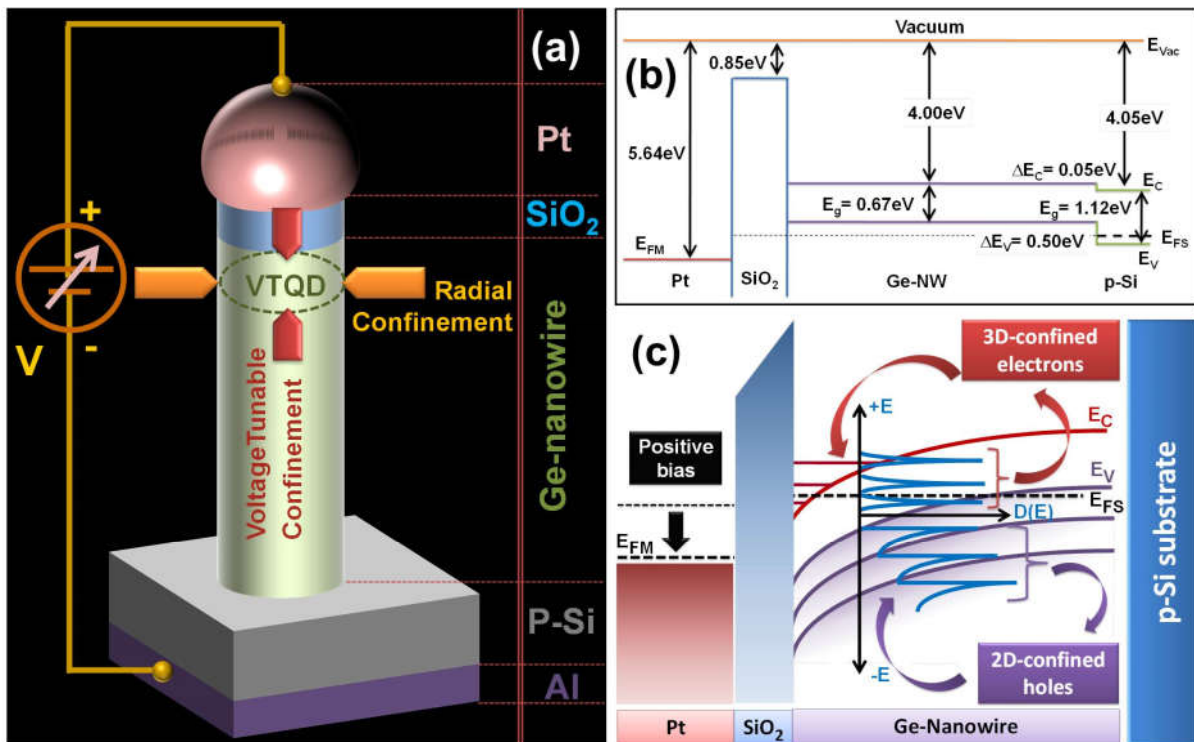 (a)
Pt
SiO2
+
V
-
VTQD
Radial
Confinement
VoltageTunable
Confinement
Ge-nanowire
P-Si
Al
(b)
Vacuum
EVac
0.85eV
4.00eV
4.05eV
5.64eV
ΔEC= 0.05eV
EC
Eg= 0.67eV
Eg= 1.12eV
EFM
ΔEV= 0.50eV
EFS
EV
Pt
SiO2
Ge-NW
p-Si
(c)
3D-confined
electrons
+E
EC
Positive
bias
EV
EFS
D(E)
EFM
-E
2D-confined
holes
p-Si substrate
Pt
SiO2
Ge-Nanowire